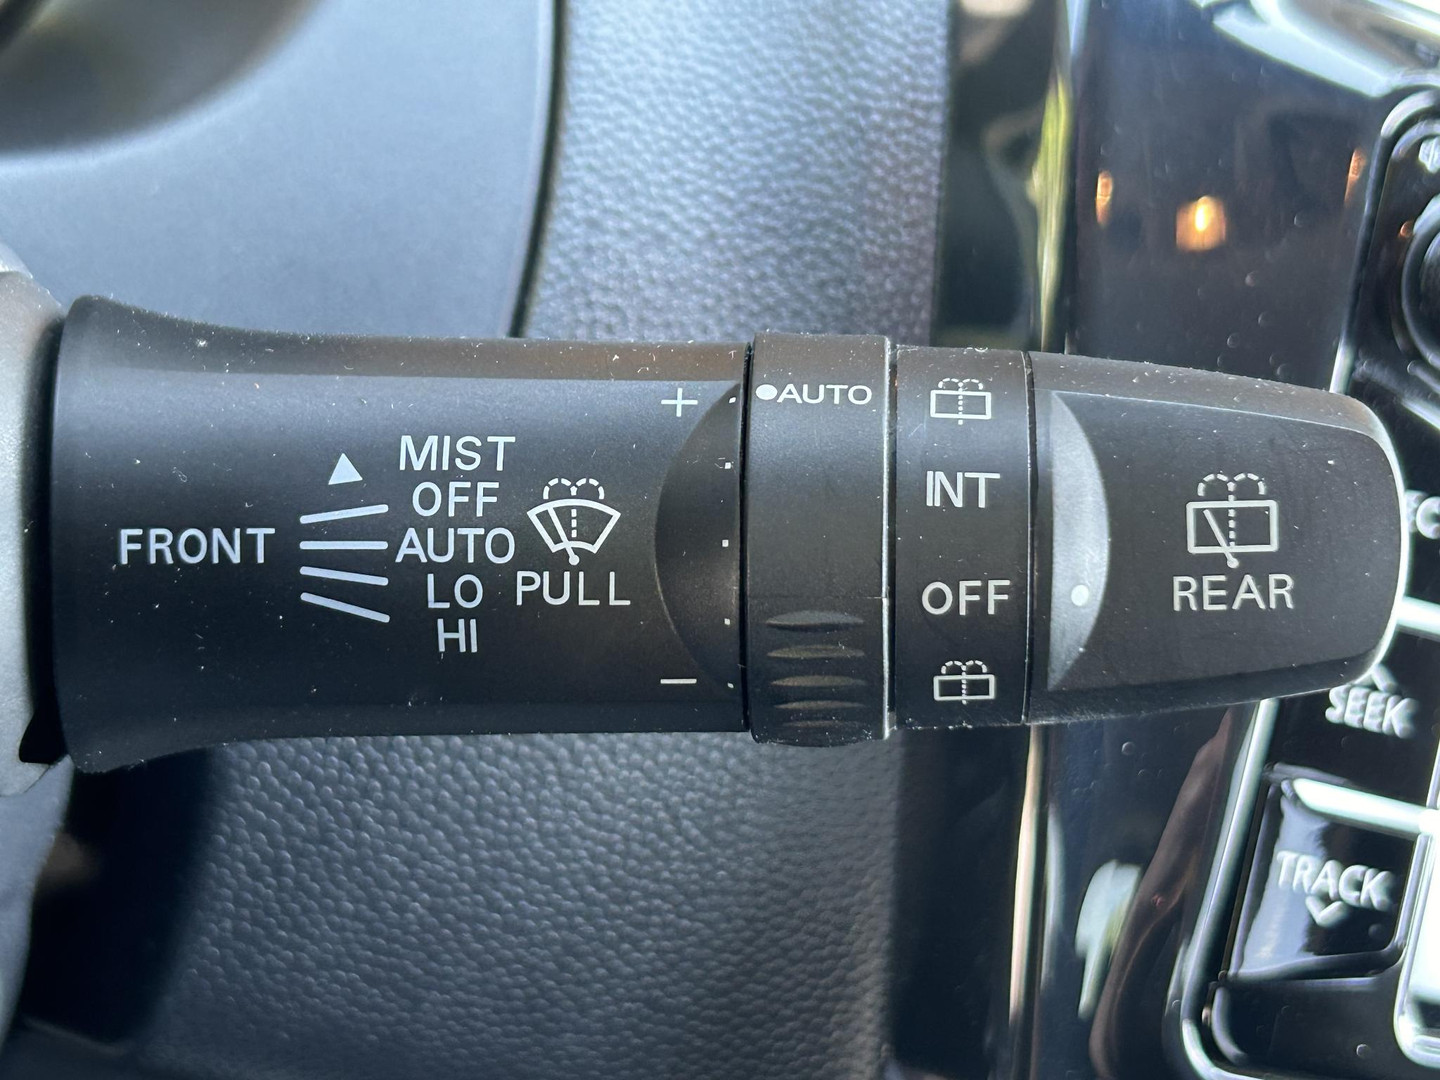 FRONT
MIST
OFF
AUTO
LO
HI
PULL
+
−
●AUTO
INT
OFF
REAR
SEEK
TRACK